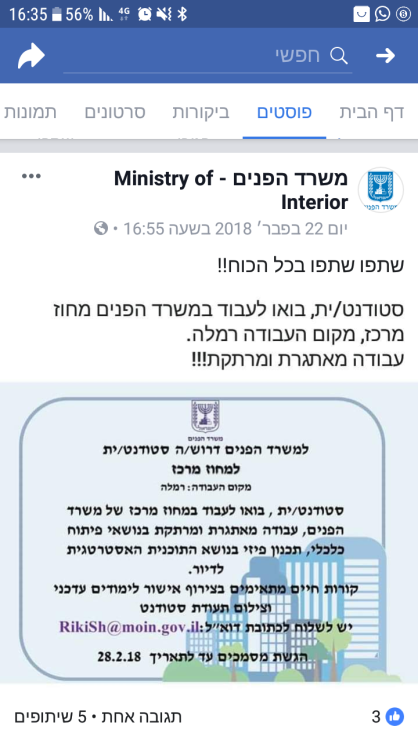 16:35 56% 4G
חפשי
דף הבית פוסטים ביקורות סרטונים תמונות
משרד הפנים - Ministry of
Interior
יום 22 בפבר׳ 2018 בשעה 16:55 •
שתפו שתפו בכל הכוח!!
סטודנט/ית, בואו לעבוד במשרד הפנים מחוז
מרכז, מקום העבודה רמלה.
עבודה מאתגרת ומרתקת!!!
משרד הפנים
למשרד הפנים דרוש/ה סטודנט/ית
למחוז מרכז
מקום העבודה: רמלה
סטודנט/ית , בואו לעבוד במחוז מרכז של משרד
הפנים, עבודה מאתגרת ומרתקת בנושאי פיתוח
כלכלי, תכנון פיזי בנושא התוכנית האסטרטגית
לדיור.
קורות חיים מתאימים בצירוף אישור לימודים עדכני
וצילום תעודת סטודנט
יש לשלוח לכתובת דוא"ל:RikiSh@moin.gov.il
הגשת מסמכים עד לתאריך 28.2.18
3
תגובה אחת • 5 שיתופים